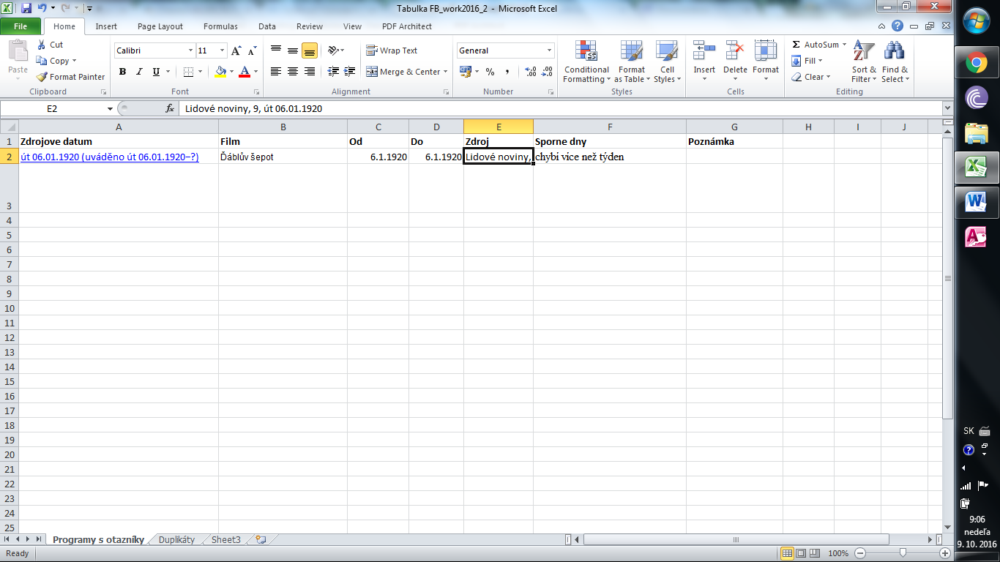 Tabulka FB_work2016_2 - Microsoft Excel
File Home Insert Page Layout Formulas Data Review View PDF Architect
Paste Cut Copy Format Painter Clipboard
Calibri 11 A A B I U A Font
Wrap Text Merge & Center Alignment
General % , Number
Conditional Formatting Format as Table Cell Styles Styles
Insert Delete Format Cells
Σ AutoSum Fill Clear Sort & Filter Find & Select Editing
E2 fx Lidové noviny, 9, út 06.01.1920
A B C D E F G H I J
1 Zdrojove datum Film Od Do Zdroj Sporne dny Poznámka
2 út 06.01.1920 (uváděno út 06.01.1920–?) Ďáblův šepot 6.1.1920 6.1.1920 Lidové noviny, chybí více než týden
3
4
5
6
7
8
9
10
11
12
13
14
15
16
17
18
19
20
21
22
23
24
25
Programy s otazníky Duplikáty Sheet3
Ready 100%
SK
9:06
nedeľa
9. 10. 2016